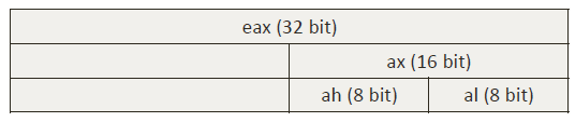 eax (32 bit)
ax (16 bit)
ah (8 bit) al (8 bit)